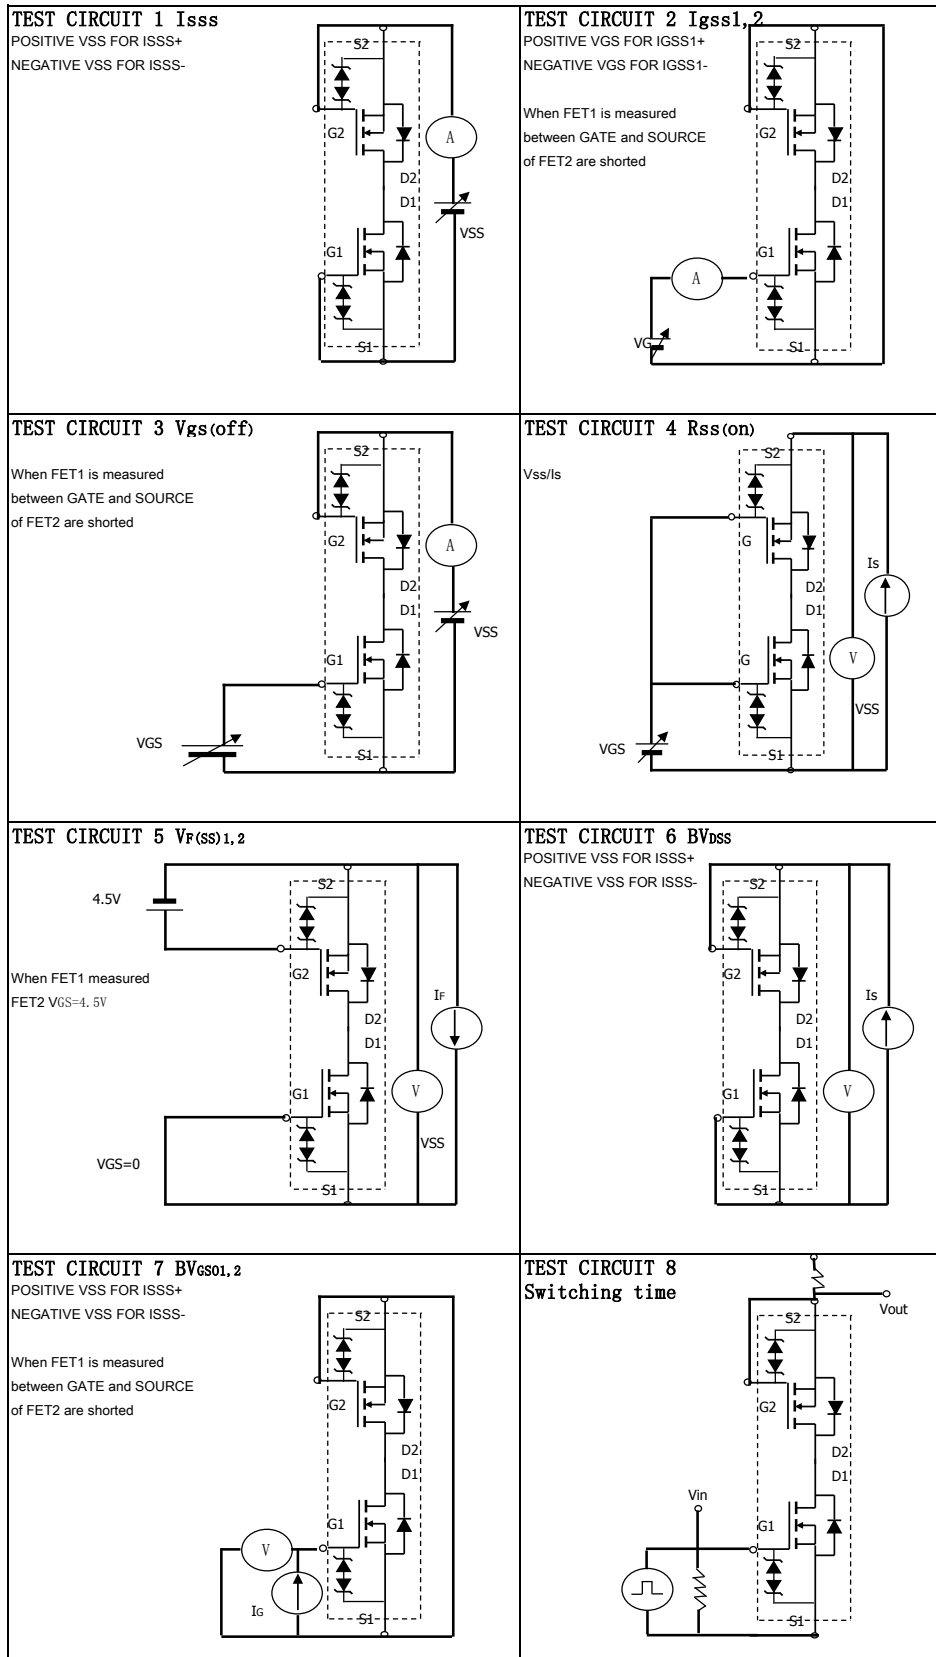 TEST CIRCUIT 1 Isss
POSITIVE VSS FOR ISSS+
NEGATIVE VSS FOR ISSS-
S2
G2
A
D2
D1
VSS
G1
S1
TEST CIRCUIT 2 Igss1,2
POSITIVE VGS FOR IGSS1+
NEGATIVE VGS FOR IGSS1-
When FET1 is measured
between GATE and SOURCE
of FET2 are shorted
S2
G2
D2
D1
G1
A
VG
S1
TEST CIRCUIT 3 Vgs(off)
When FET1 is measured
between GATE and SOURCE
of FET2 are shorted
S2
G2
A
D2
D1
VSS
G1
VGS
S1
TEST CIRCUIT 4 Rss(on)
Vss/Is
S2
G
Is
D2
D1
G
V
VSS
VGS
S1
TEST CIRCUIT 5 VF(SS)1,2
4.5V
When FET1 measured
FET2 VGS=4.5V
S2
G2
IF
D2
D1
G1
V
VSS
VGS=0
S1
TEST CIRCUIT 6 BVDSS
POSITIVE VSS FOR ISSS+
NEGATIVE VSS FOR ISSS-
S2
G2
Is
D2
D1
G1
V
S1
TEST CIRCUIT 7 BVGSO1,2
POSITIVE VSS FOR ISSS+
NEGATIVE VSS FOR ISSS-
When FET1 is measured
between GATE and SOURCE
of FET2 are shorted
S2
G2
D2
D1
G1
V
IG
S1
TEST CIRCUIT 8
Switching time
Vout
S2
G2
D2
D1
Vin
G1
S1